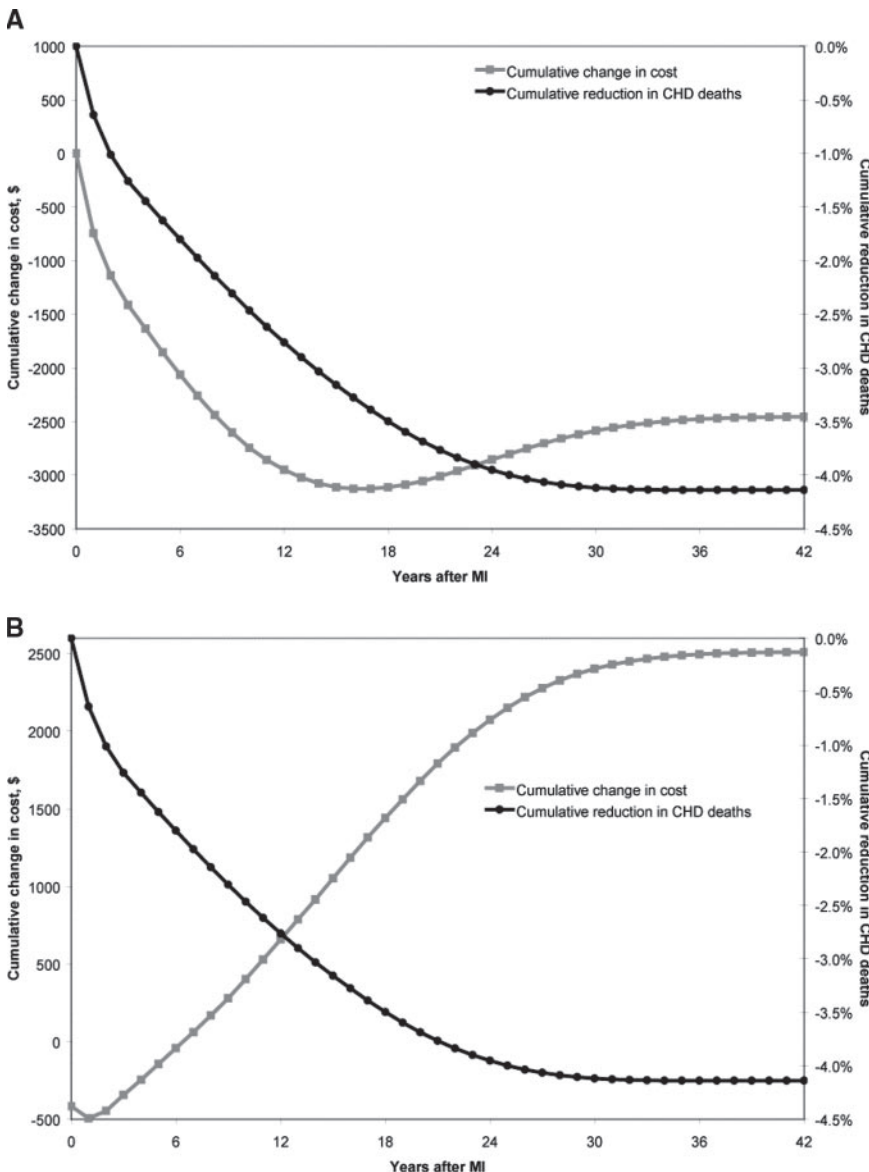 A
Cumulative change in cost
Cumulative reduction in CHD deaths
Cumulative change in cost, $
1000
500
0
-500
-1000
-1500
-2000
-2500
-3000
-3500
0.0%
-0.5%
-1.0%
-1.5%
-2.0%
-2.5%
-3.0%
-3.5%
-4.0%
-4.5%
Cumulative reduction in CHD deaths
0 6 12 18 24 30 36 42
Years after MI
B
Cumulative change in cost
Cumulative reduction in CHD deaths
Cumulative change in cost, $
2500
2000
1500
1000
500
0
-500
0.0%
-0.5%
-1.0%
-1.5%
-2.0%
-2.5%
-3.0%
-3.5%
-4.0%
-4.5%
Cumulative reduction in CHD deaths
0 6 12 18 24 30 36 42
Years after MI